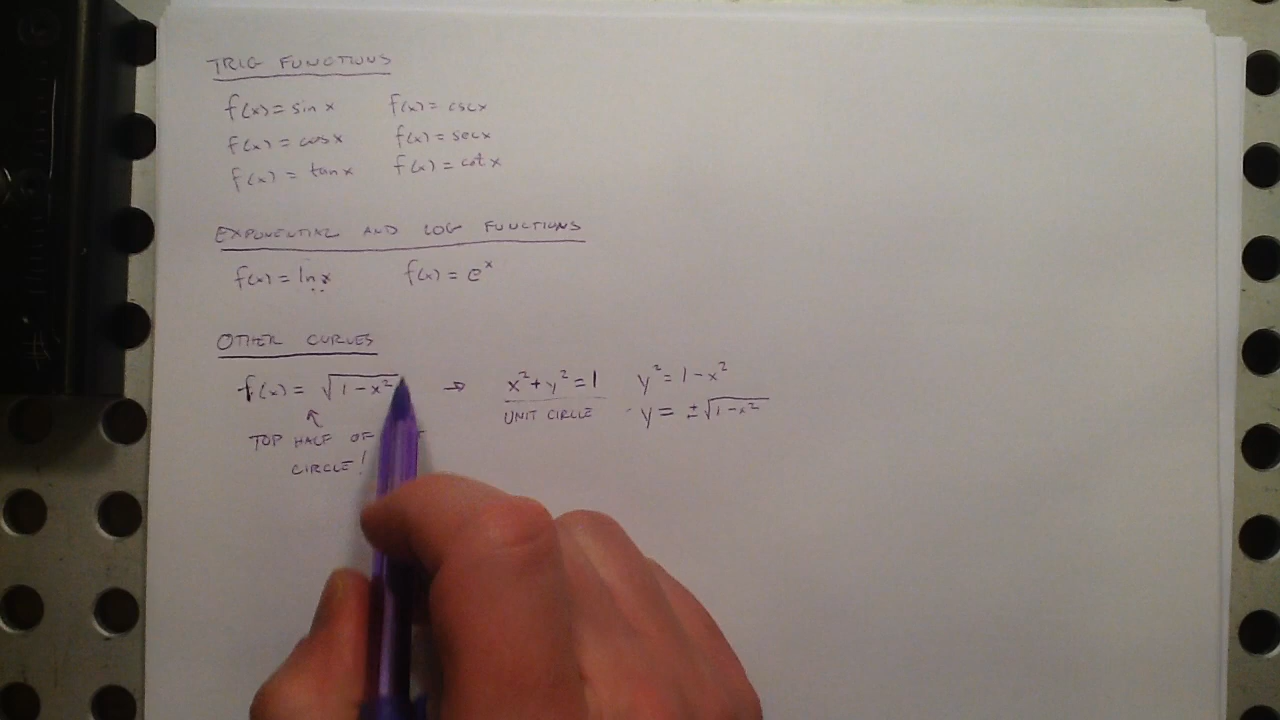 TRIG FUNCTIONS
f(x) = sin x f(x) = csc x
f(x) = cos x f(x) = sec x
f(x) = tan x f(x) = cot x
EXPONENTIAL AND LOG FUNCTIONS
f(x) = ln x f(x) = e^x
OTHER CURVES
f(x) = √(1-x²) → x²+y²=1 y²=1-x²
UNIT CIRCLE y = ±√(1-x²)
TOP HALF OF
CIRCLE!